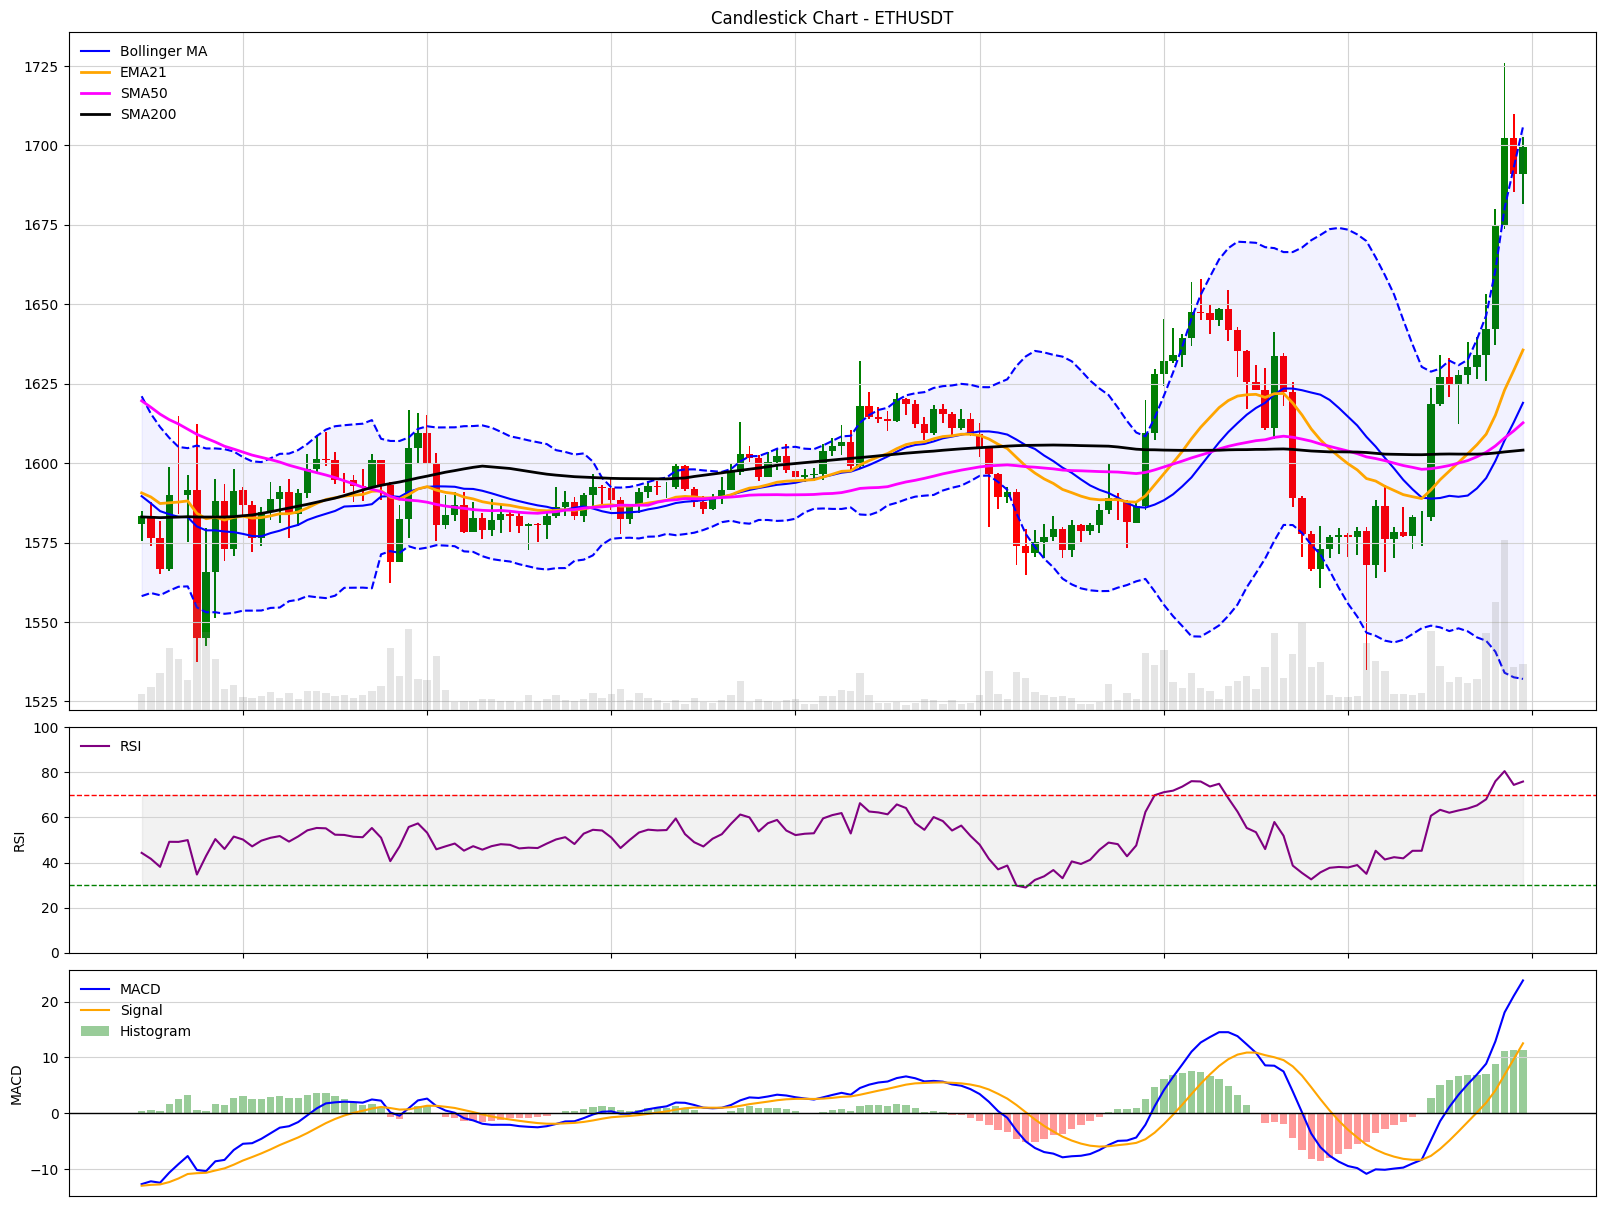 Candlestick Chart - ETHUSDT
Bollinger MA
EMA21
SMA50
SMA200
1725
1700
1675
1650
1625
1600
1575
1550
1525
100
RSI
80
60
RSI
40
20
0
MACD
20
Signal
Histogram
10
MACD
0
−10